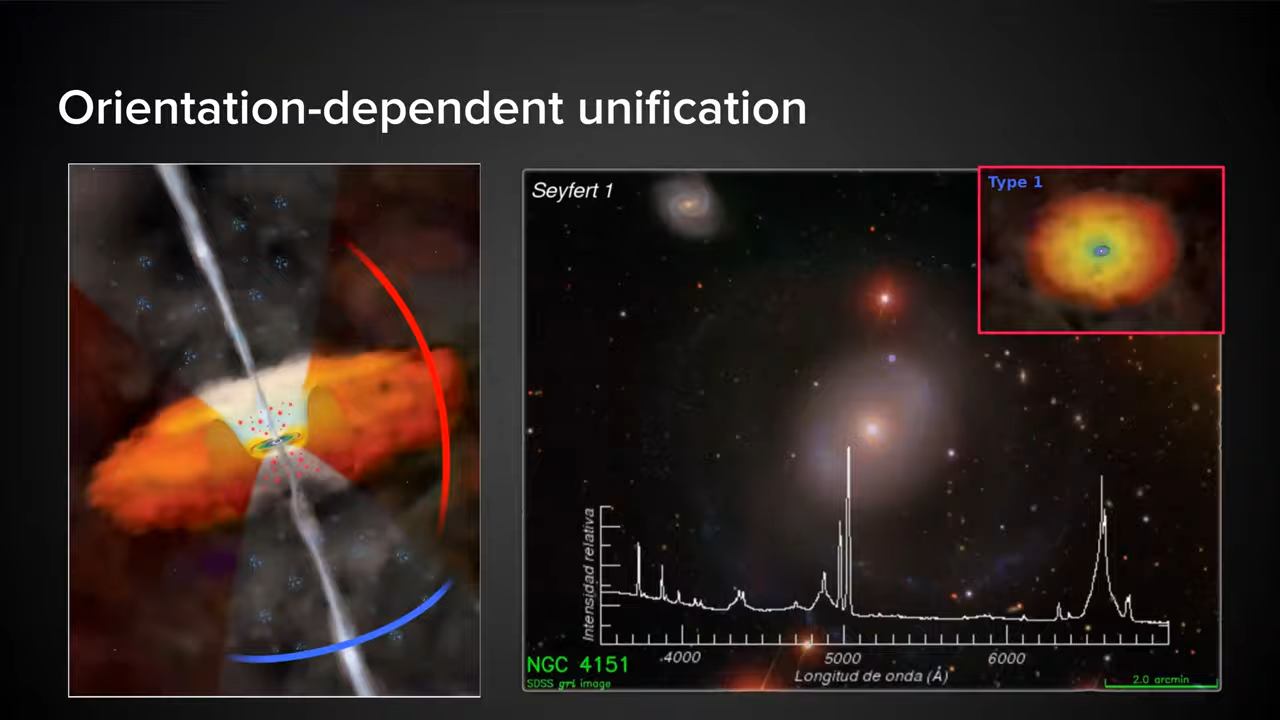 Orientation-dependent unification
Seyfert 1
Type 1
Intensidad relativa
4000
5000
6000
Longitud de onda (Å)
NGC 4151
SDSS gri image
2.0 arcmin